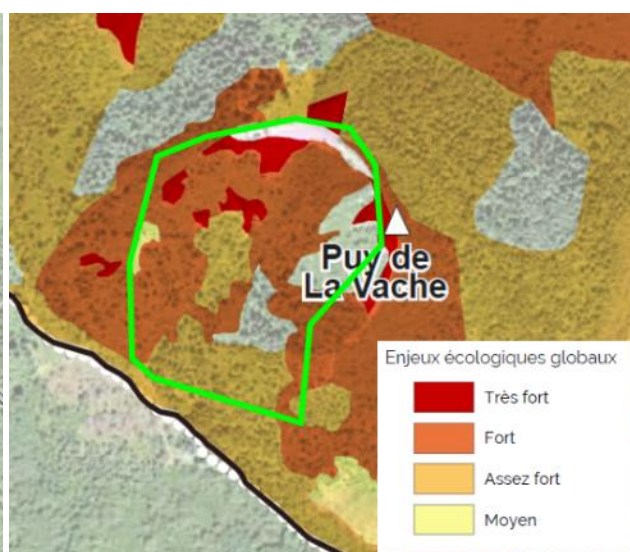 Puy de
La Vache
Enjeux écologiques globaux
Très fort
Fort
Assez fort
Moyen